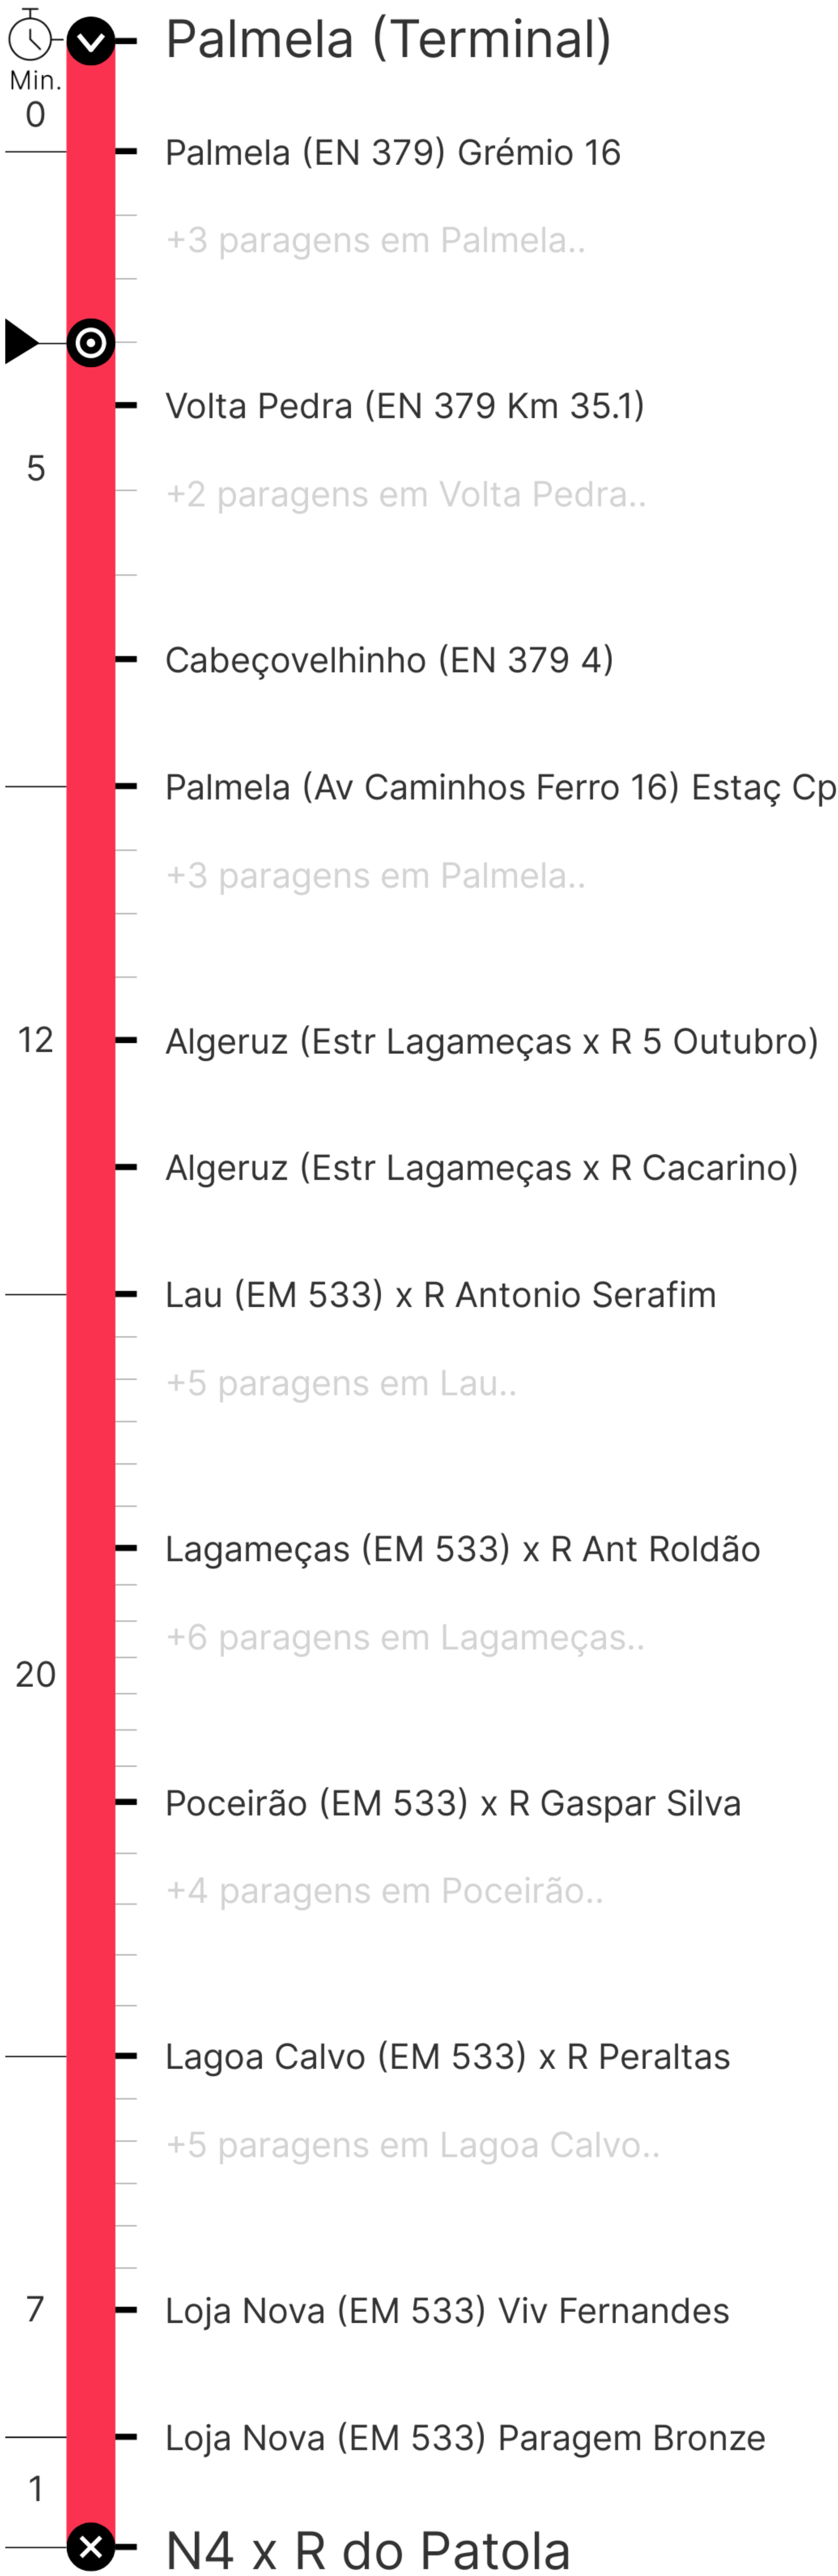 Palmela (Terminal)
Min.
0
Palmela (EN 379) Grémio 16
+3 paragens em Palmela..
Volta Pedra (EN 379 Km 35.1)
5
+2 paragens em Volta Pedra..
Cabeçovelhinho (EN 379 4)
Palmela (Av Caminhos Ferro 16) Estaç Cp
+3 paragens em Palmela..
12
Algeruz (Estr Lagameças x R 5 Outubro)
Algeruz (Estr Lagameças x R Cacarino)
Lau (EM 533) x R Antonio Serafim
+5 paragens em Lau..
Lagameças (EM 533) x R Ant Roldão
+6 paragens em Lagameças..
20
Poceirão (EM 533) x R Gaspar Silva
+4 paragens em Poceirão..
Lagoa Calvo (EM 533) x R Peraltas
+5 paragens em Lagoa Calvo..
7
Loja Nova (EM 533) Viv Fernandes
Loja Nova (EM 533) Paragem Bronze
1
N4 x R do Patola